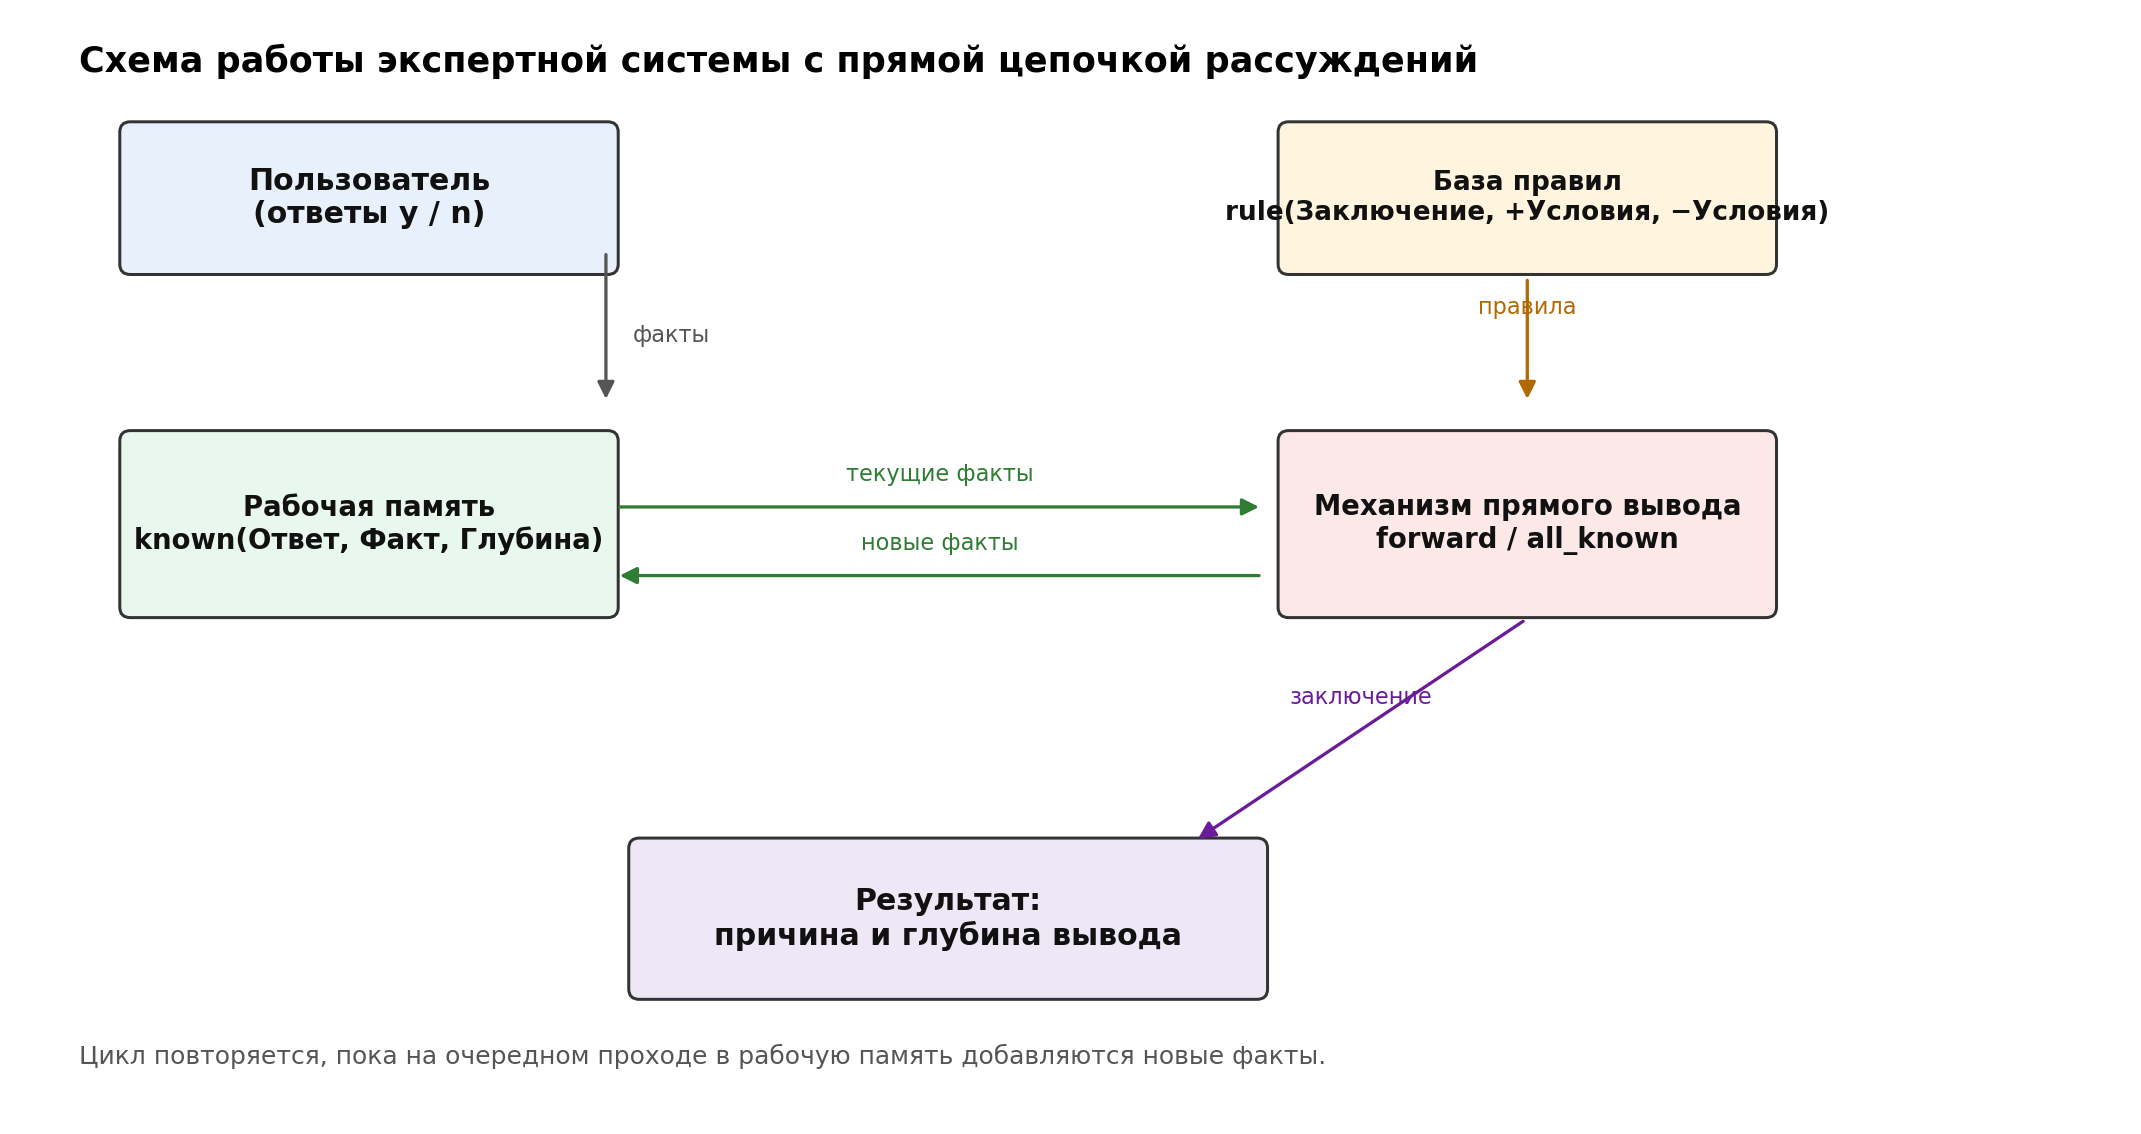 Схема работы экспертной системы с прямой цепочкой рассуждений
Пользователь
(ответы y / n)
База правил
rule(Заключение, +Условия, −Условия)
факты
правила
Рабочая память
known(Ответ, Факт, Глубина)
текущие факты
новые факты
Механизм прямого вывода
forward / all_known
заключение
Результат:
причина и глубина вывода
Цикл повторяется, пока на очередном проходе в рабочую память добавляются новые факты.